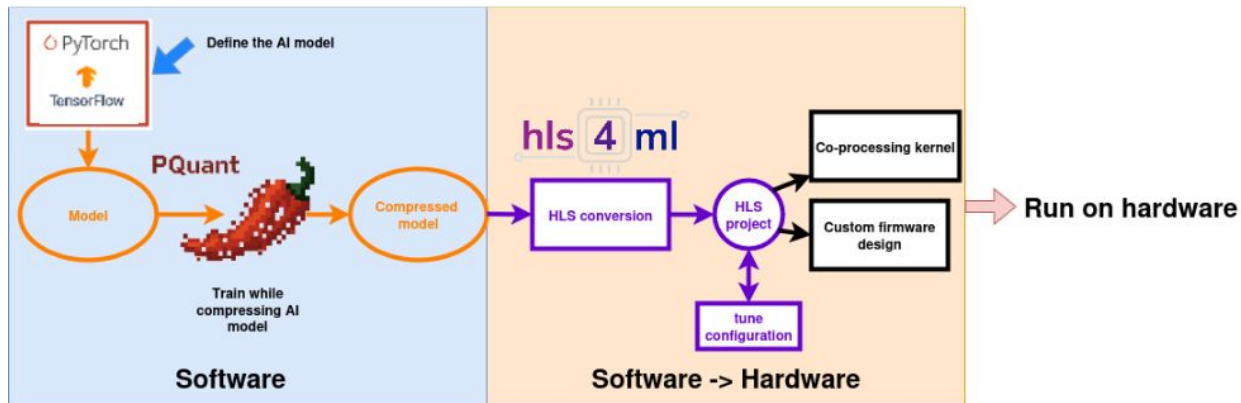 PyTorch
TensorFlow
Define the AI model
PQuant
Model
Train while
compressing AI
model
Compressed
model
Software
hls 4 ml
HLS conversion
HLS
project
tune
configuration
Co-processing kernel
Custom firmware
design
Software -> Hardware
Run on hardware